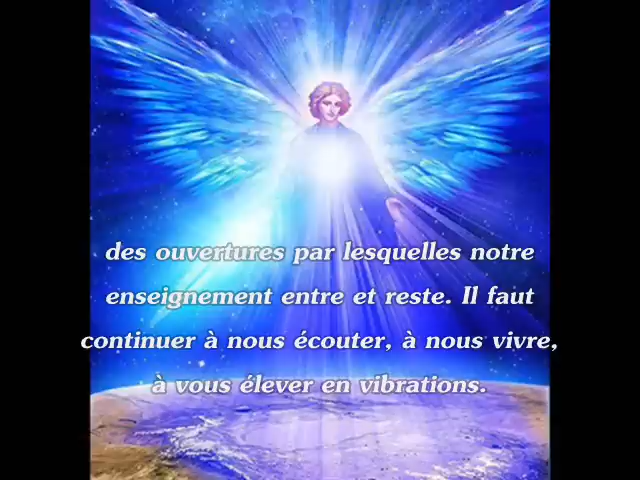 des ouvertures par lesquelles notre
enseignement entre et reste. Il faut
continuer à nous écouter, à nous vivre,
à vous élever en vibrations.